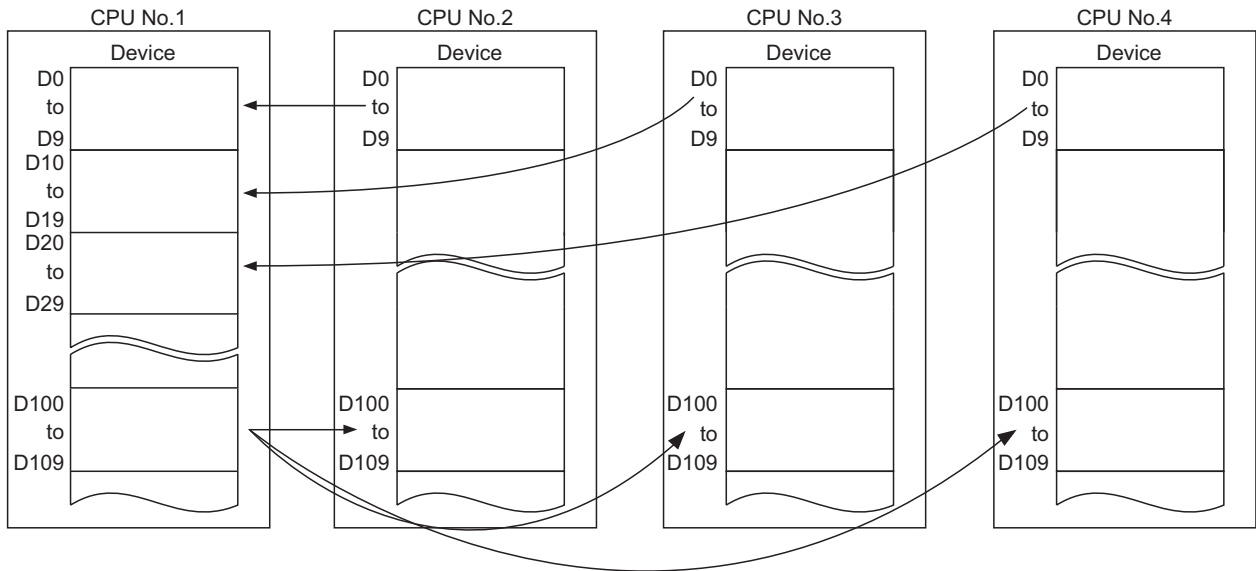 CPU No.1
Device
D0
to
D9
D10
to
D19
D20
to
D29
D100
to
D109
CPU No.2
Device
D0
to
D9
D100
to
D109
CPU No.3
Device
D0
to
D9
D100
to
D109
CPU No.4
Device
D0
to
D9
D100
to
D109